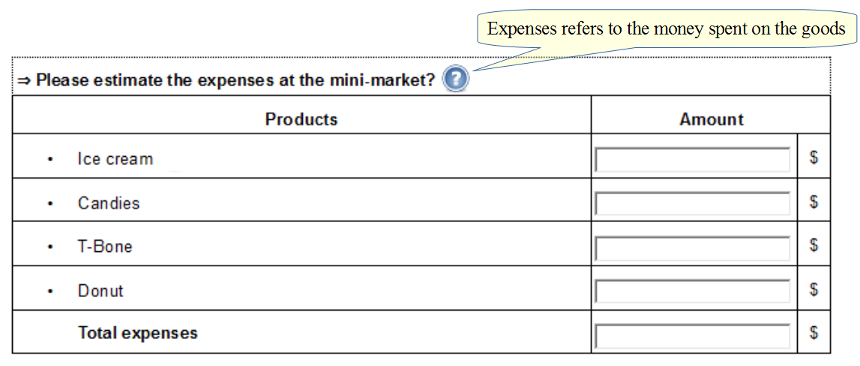 Expenses refers to the money spent on the goods
⇒ Please estimate the expenses at the mini-market? ?
Products Amount
• Ice cream $
• Candies $
• T-Bone $
• Donut $
Total expenses $